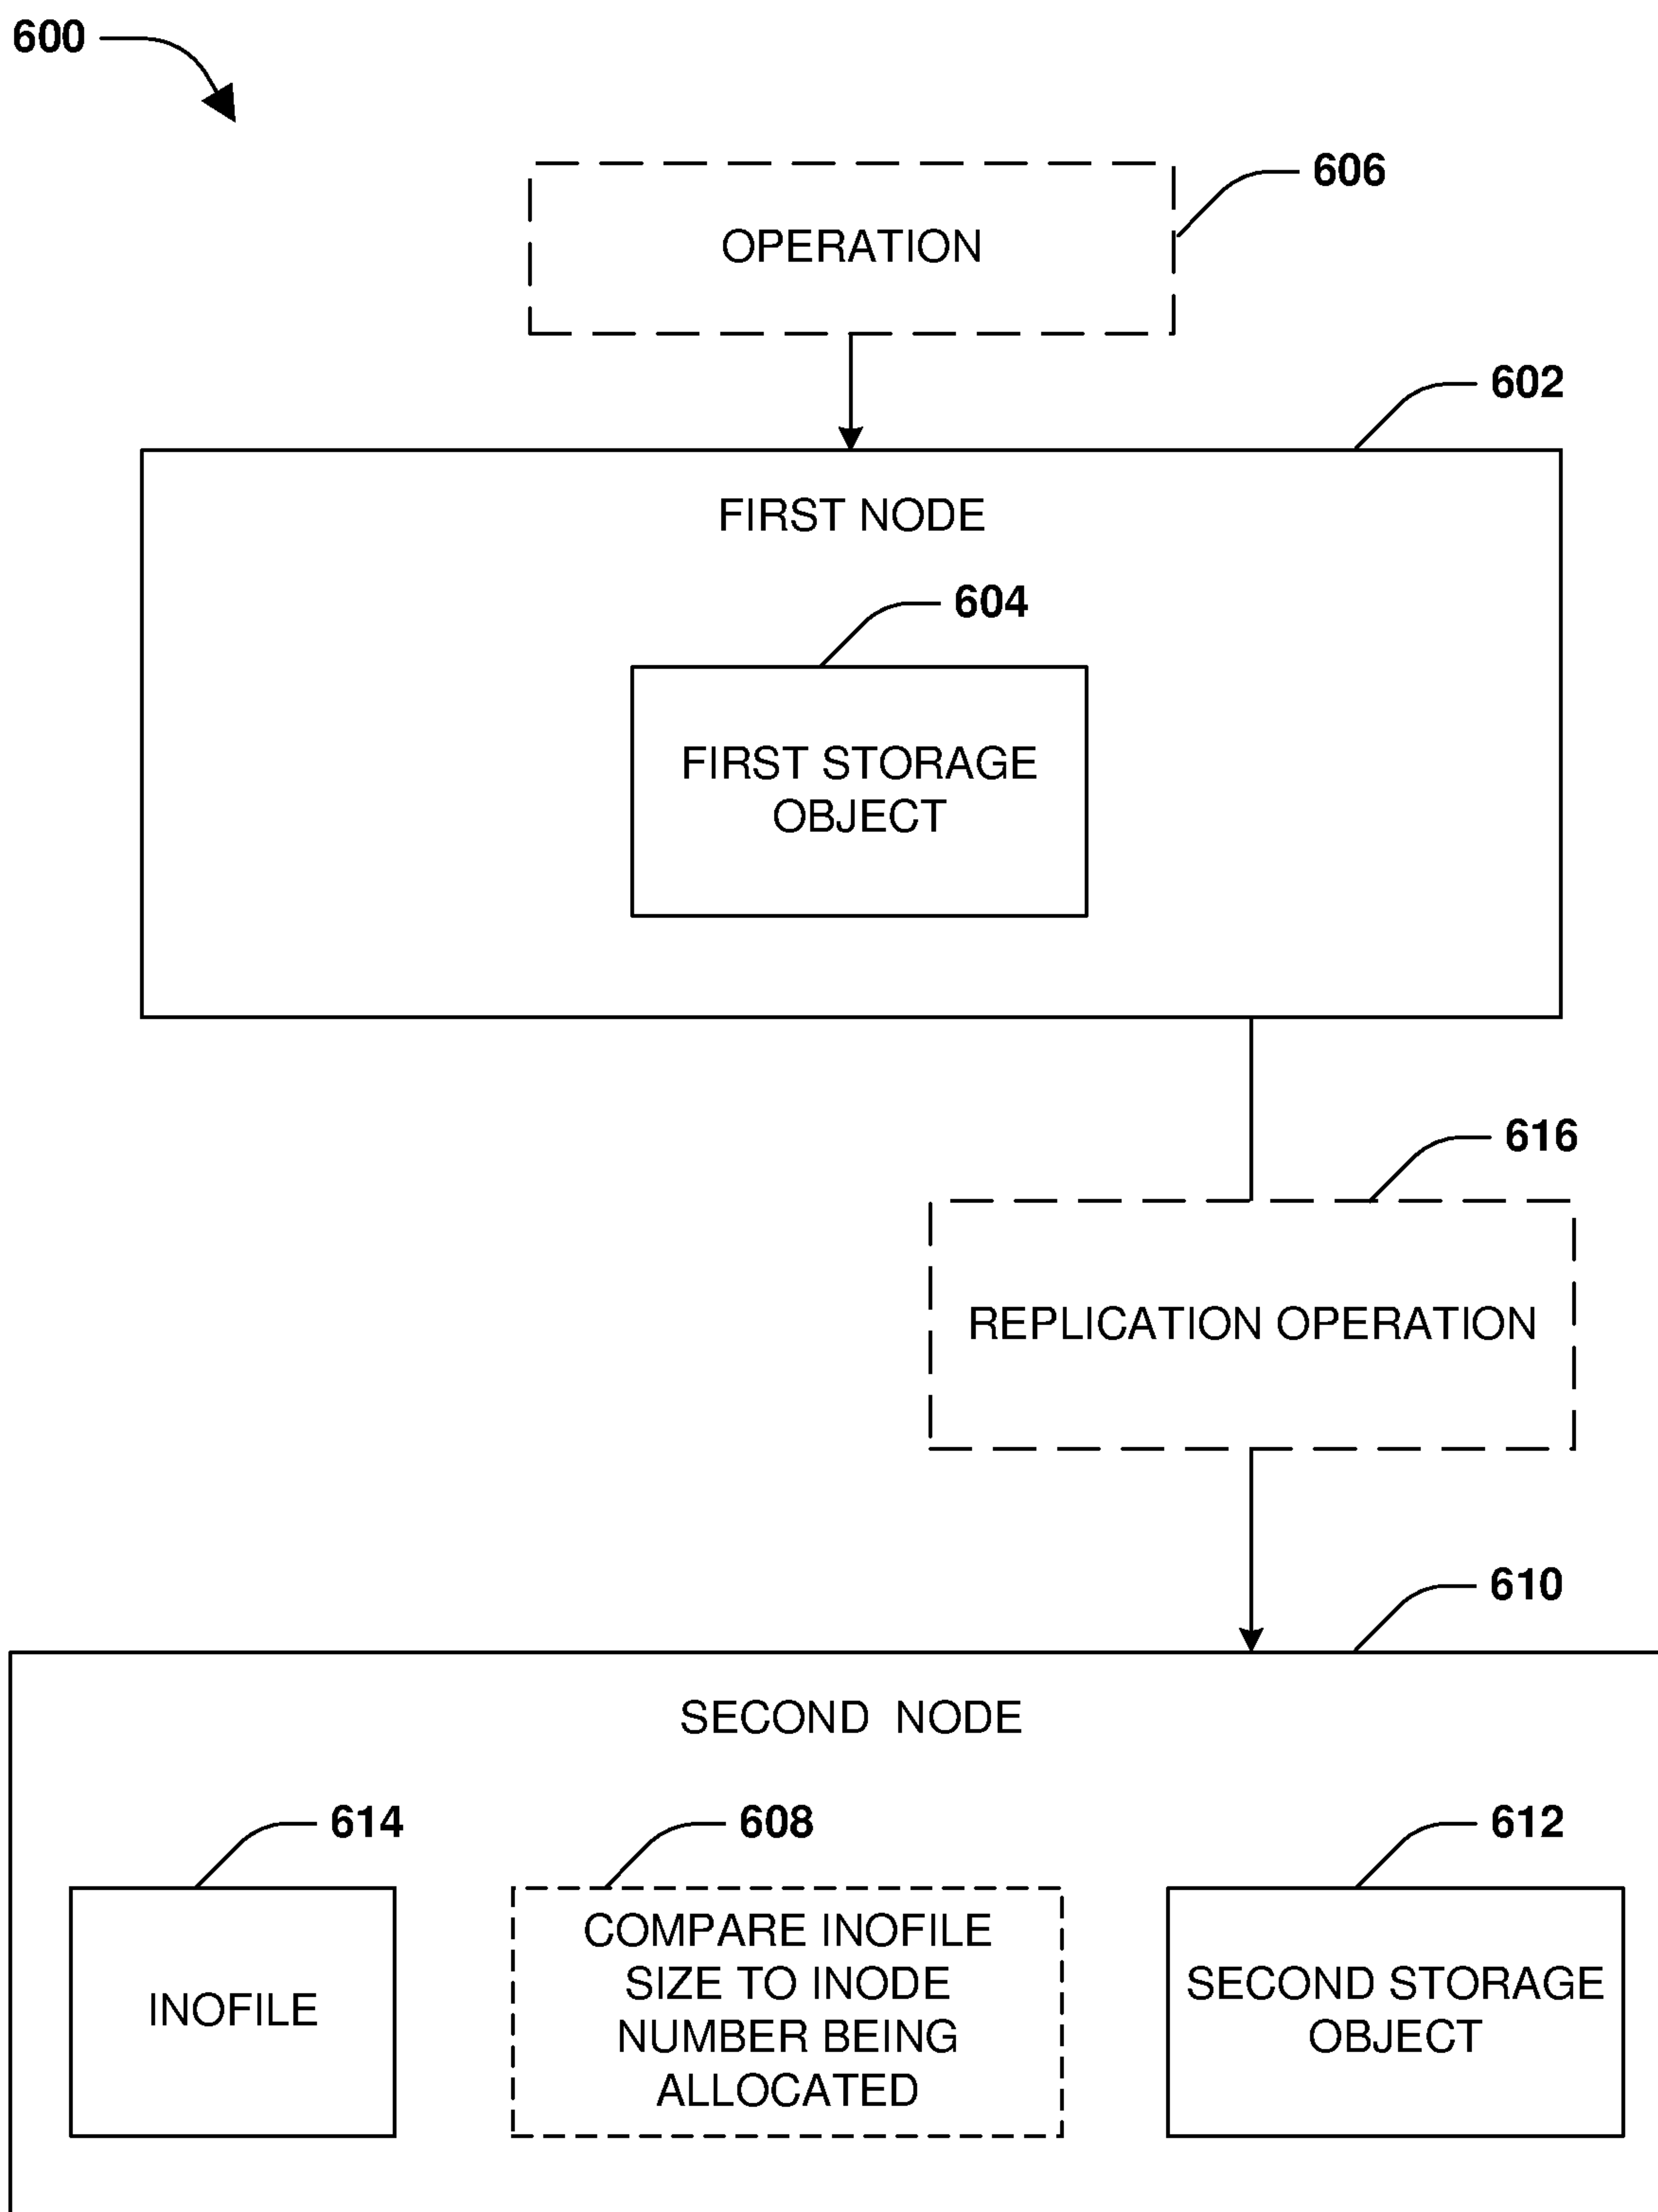 600
606
OPERATION
602
FIRST NODE
604
FIRST STORAGE
OBJECT
616
REPLICATION OPERATION
610
SECOND NODE
614
608
612
INOFILE
COMPARE INOFILE
SIZE TO INODE
NUMBER BEING
ALLOCATED
SECOND STORAGE
OBJECT